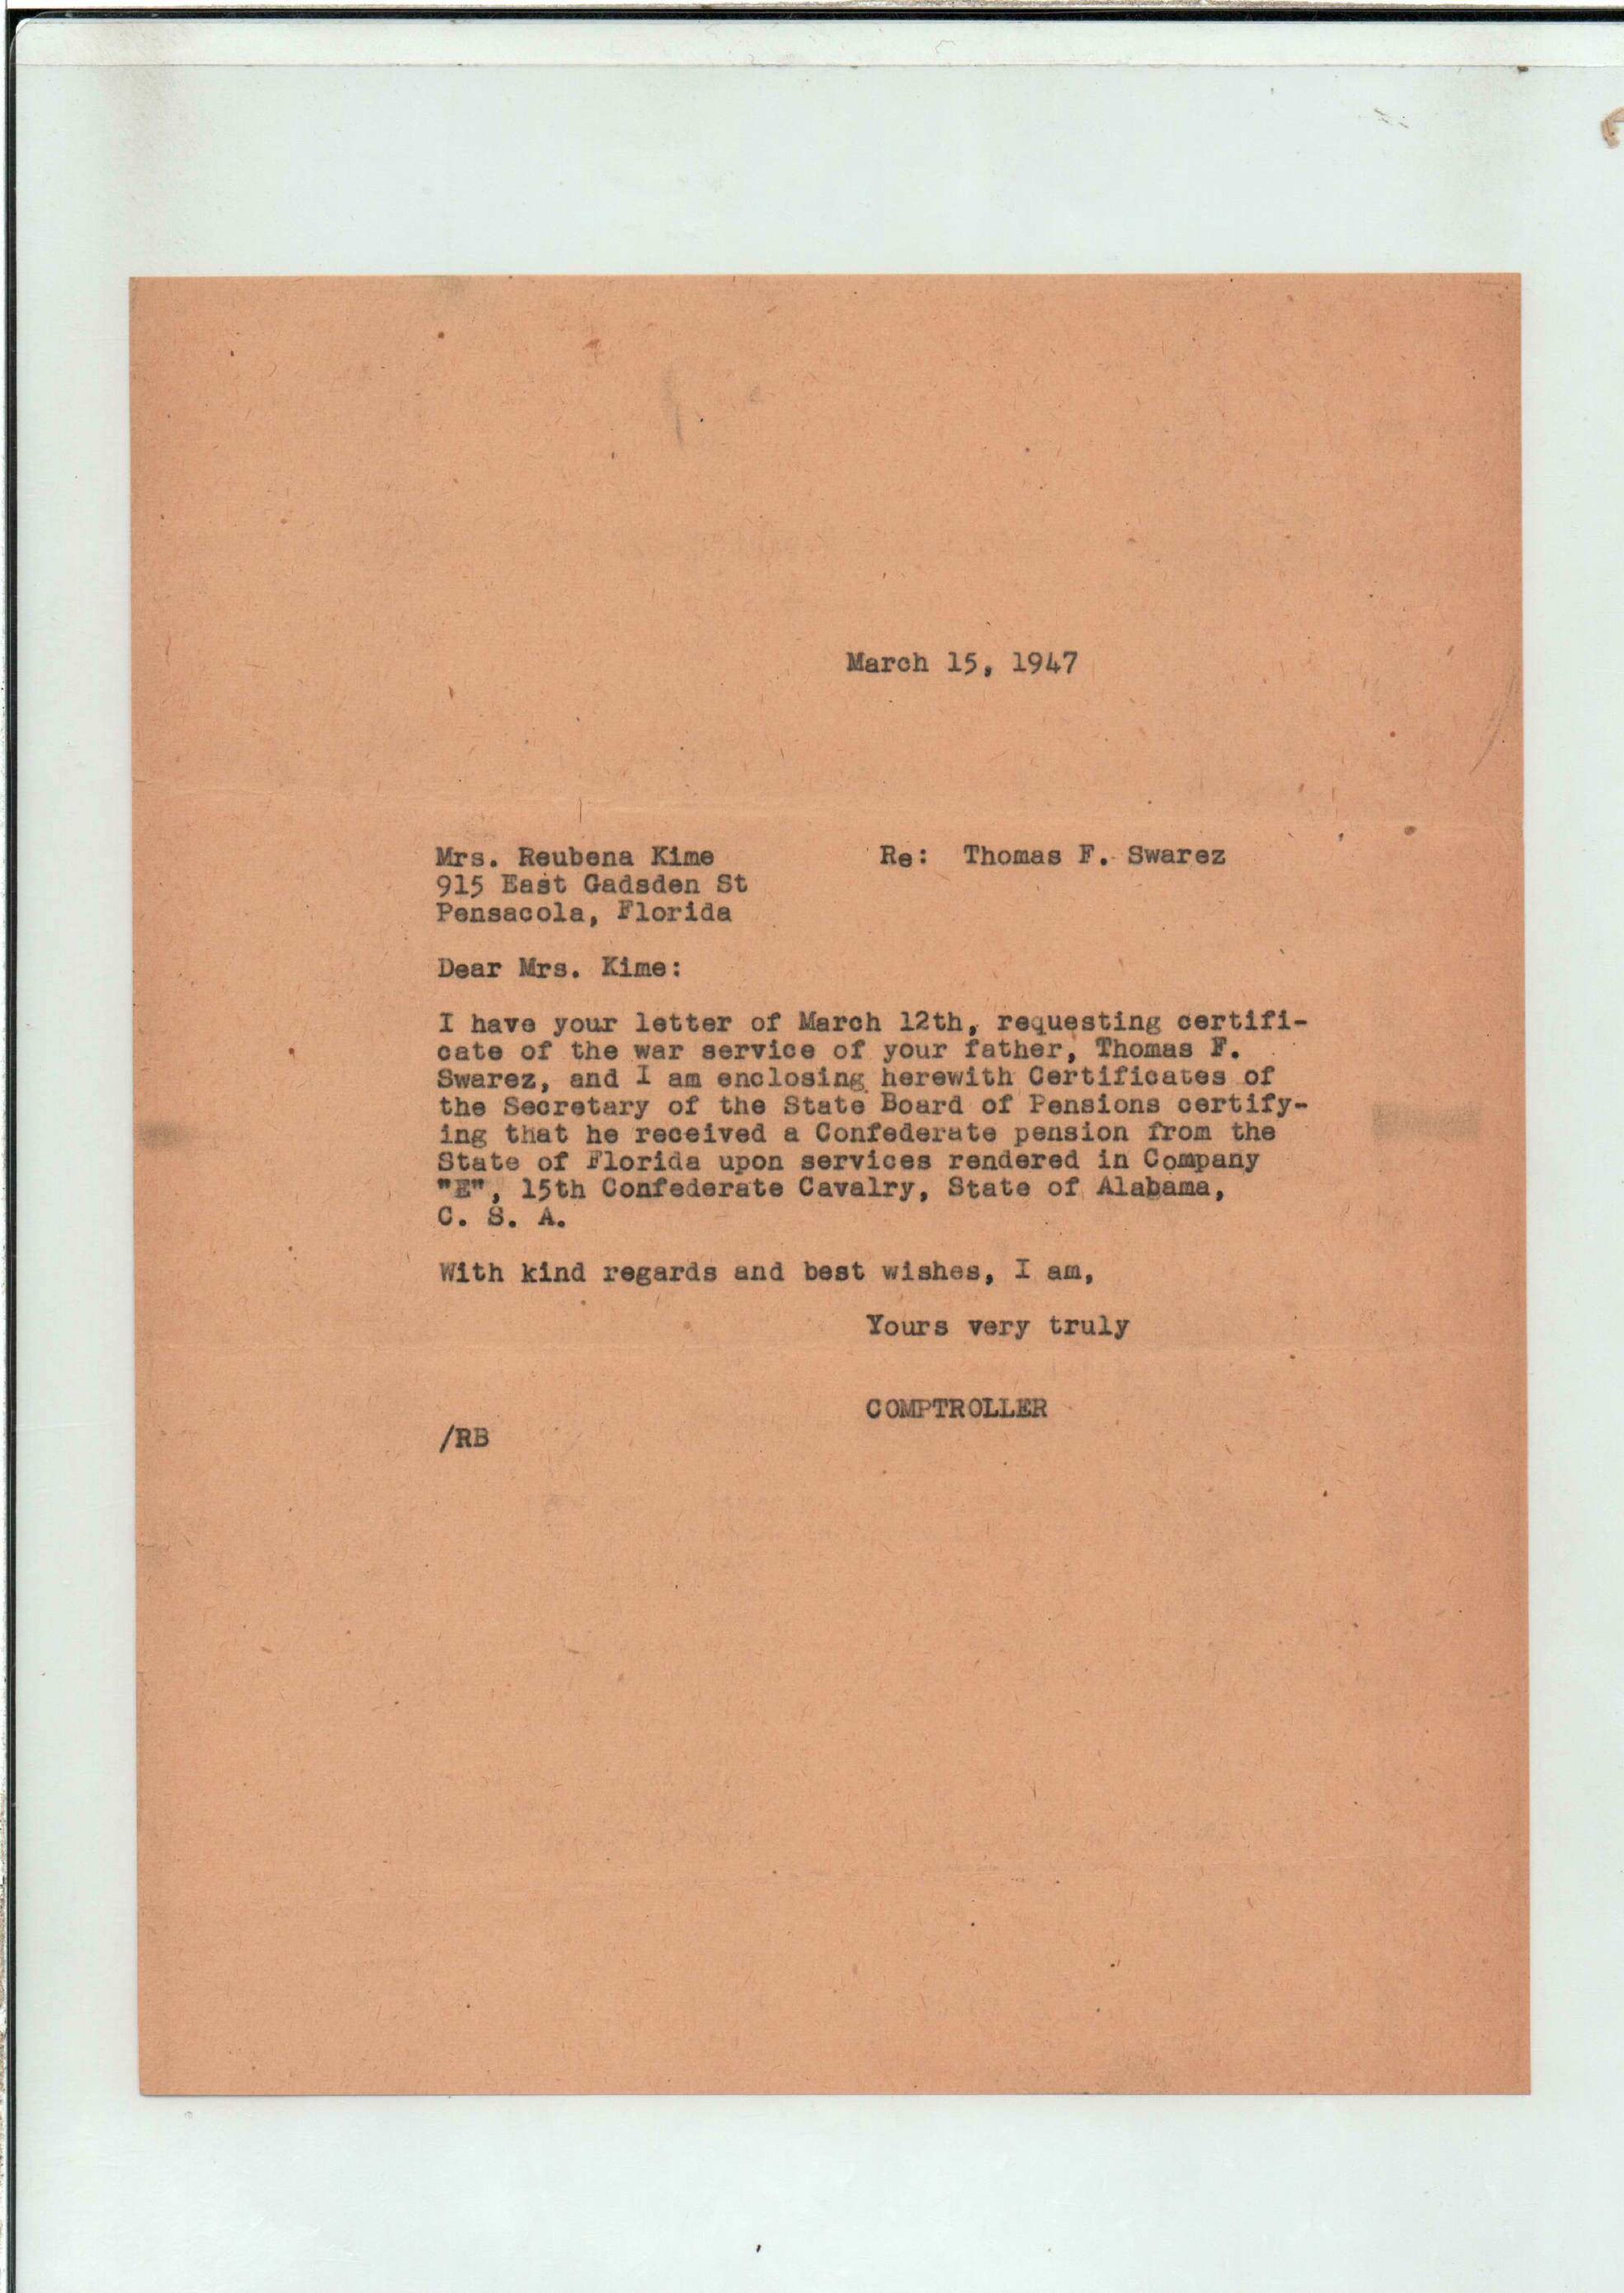 March 15, 1947
Mrs. Reubena Kime
915 East Gadsden St
Pensacola, Florida
Re: Thomas F. Swarez
Dear Mrs. Kime:
I have your letter of March 12th, requesting certifi-
cate of the war service of your father, Thomas F.
Swarez, and I am enclosing herewith Certificates of
the Secretary of the State Board of Pensions certify-
ing that he received a Confederate pension from the
State of Florida upon services rendered in Company
"E", 15th Confederate Cavalry, State of Alabama,
C. S. A.
With kind regards and best wishes, I am,
Yours very truly
COMPTROLLER
/RB